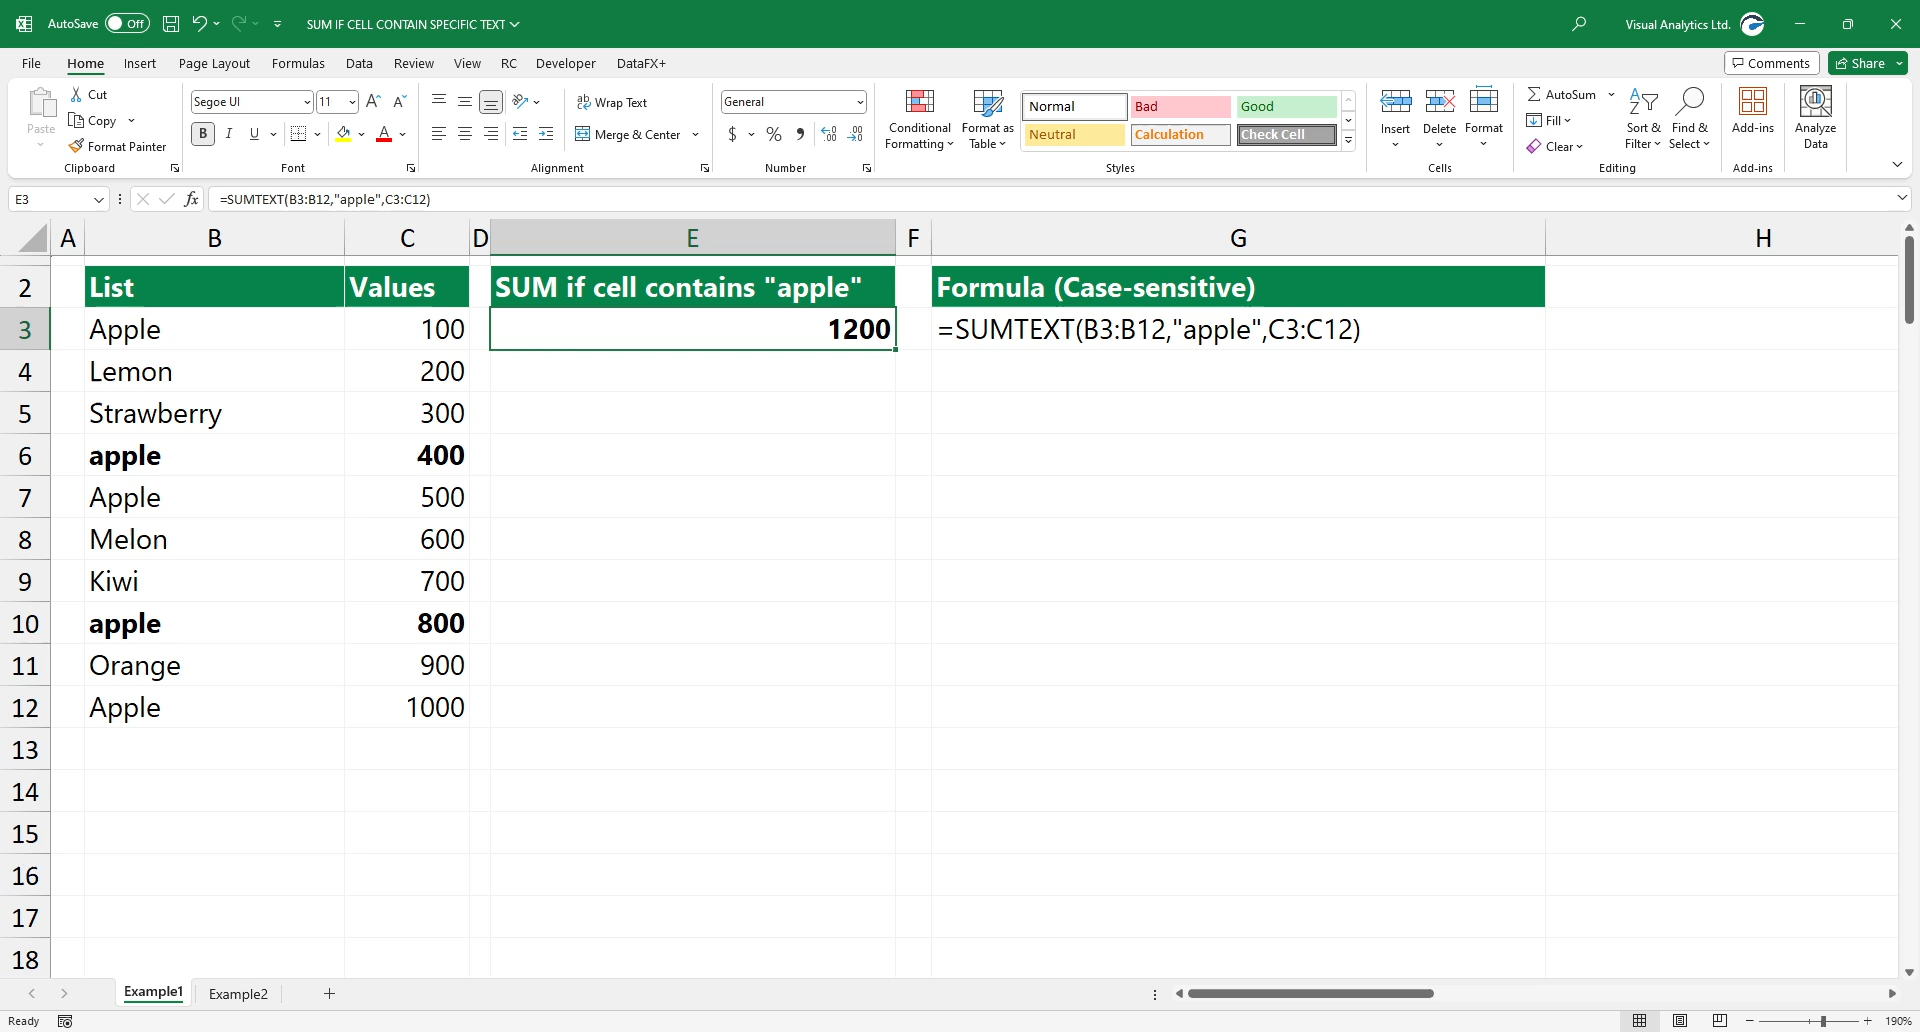 AutoSave Off SUM IF CELL CONTAIN SPECIFIC TEXT Visual Analytics Ltd.
File Home Insert Page Layout Formulas Data Review View RC Developer DataFX+ Comments Share
Paste
Cut
Copy
Format Painter
Clipboard
Segoe UI 11
B I U
Font
Wrap Text
Merge & Center
Alignment
General
$ %
Number
Conditional
Formatting
Format as
Table
Normal Bad Good
Neutral Calculation Check Cell
Styles
Insert Delete Format
Cells
AutoSum
Fill
Clear
Sort &
Filter
Find &
Select
Editing
Add-ins
Add-ins
Analyze
Data
E3 fx =SUMTEXT(B3:B12,"apple",C3:C12)
A B C D E F G H
2 List Values SUM if cell contains "apple" Formula (Case-sensitive)
3 Apple 100 1200 =SUMTEXT(B3:B12,"apple",C3:C12)
4 Lemon 200
5 Strawberry 300
6 apple 400
7 Apple 500
8 Melon 600
9 Kiwi 700
10 apple 800
11 Orange 900
12 Apple 1000
13
14
15
16
17
18
Example1 Example2
Ready 190%